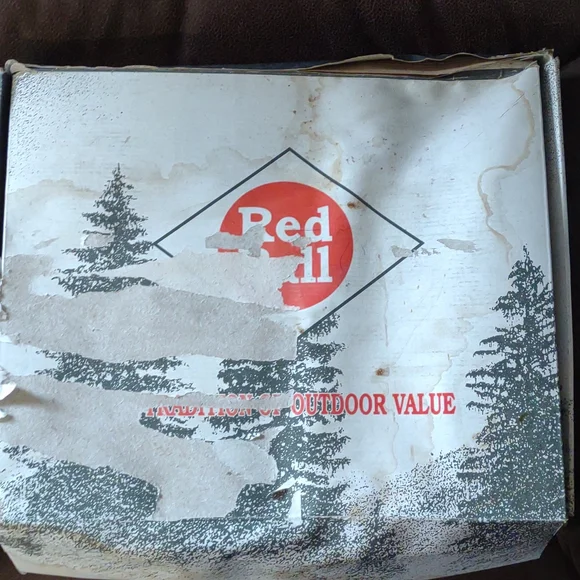 Red
TRADITION OF OUTDOOR VALUE